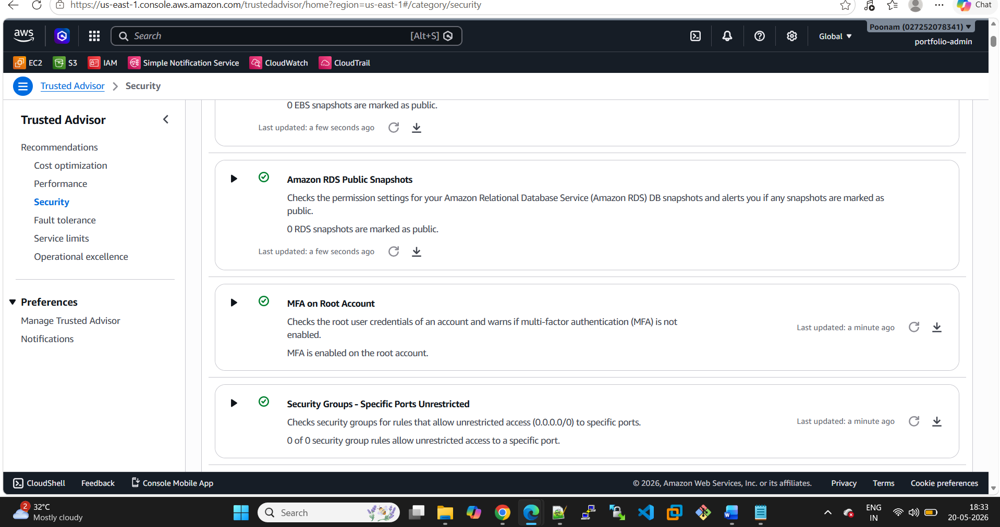 https://us-east-1.console.aws.amazon.com/trustedadvisor/home?region=us-east-1#/category/security
Chat
aws
Search
[Alt+S]
Global
Poonam (027252078341)
portfolio-admin
EC2
S3
IAM
Simple Notification Service
CloudWatch
CloudTrail
Trusted Advisor
Security
Trusted Advisor
Recommendations
Cost optimization
Performance
Security
Fault tolerance
Service limits
Operational excellence
Preferences
Manage Trusted Advisor
Notifications
0 EBS snapshots are marked as public.
Last updated: a few seconds ago
Amazon RDS Public Snapshots
Checks the permission settings for your Amazon Relational Database Service (Amazon RDS) DB snapshots and alerts you if any snapshots are marked as
public.
0 RDS snapshots are marked as public.
Last updated: a few seconds ago
MFA on Root Account
Checks the root user credentials of an account and warns if multi-factor authentication (MFA) is not
enabled.
MFA is enabled on the root account.
Last updated: a minute ago
Security Groups - Specific Ports Unrestricted
Checks security groups for rules that allow unrestricted access (0.0.0.0/0) to specific ports.
0 of 0 security group rules allow unrestricted access to a specific port.
Last updated: a minute ago
CloudShell
Feedback
Console Mobile App
© 2026, Amazon Web Services, Inc. or its affiliates.
Privacy
Terms
Cookie preferences
2
32°C
Mostly cloudy
Search
ENG
IN
18:33
20-05-2026